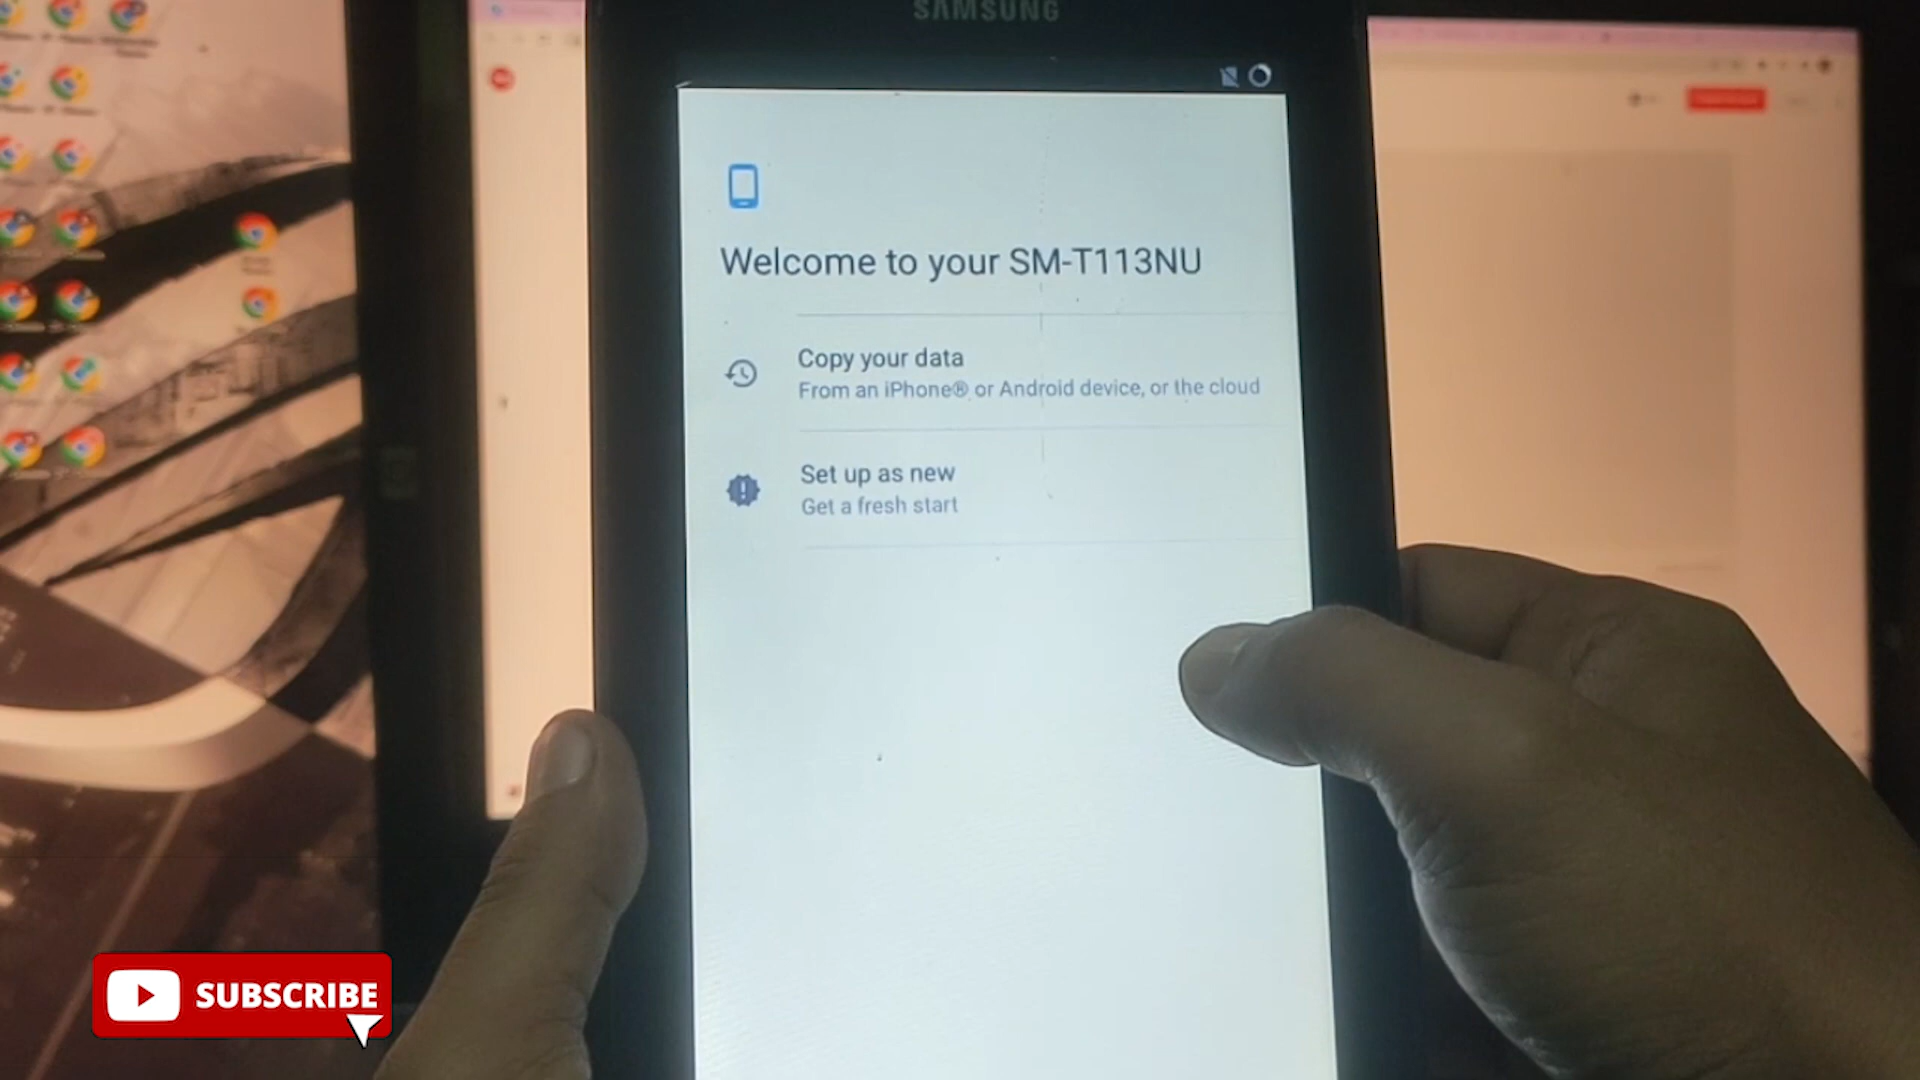 SAMSUNG
Welcome to your SM-T113NU
Copy your data
From an iPhone® or Android device, or the cloud
Set up as new
Get a fresh start
SUBSCRIBE